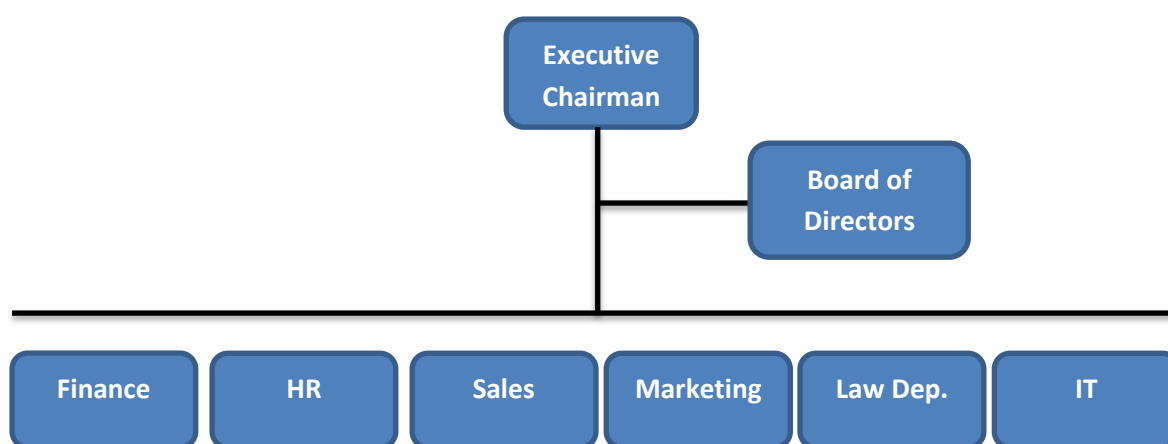 Executive
Chairman
Board of
Directors
Finance
HR
Sales
Marketing
Law Dep.
IT